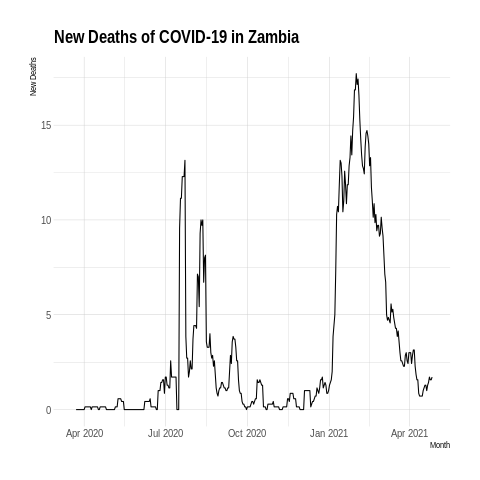 New Deaths of COVID-19 in Zambia
New Deaths
15
10
5
0
Apr 2020 Jul 2020 Oct 2020 Jan 2021 Apr 2021
Month